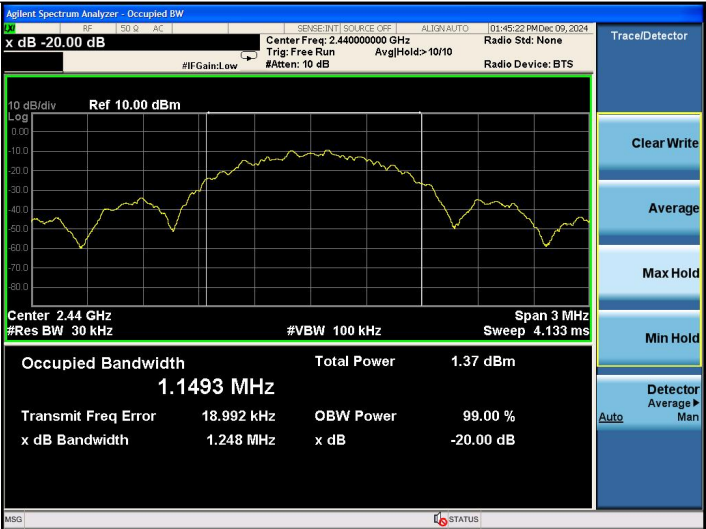 Agilent Spectrum Analyzer - Occupied BW
RF 50 Ω AC SENSE:INT SOURCE OFF ALIGN AUTO 01:45:22 PM Dec 09, 2024
x dB -20.00 dB
Center Freq: 2.440000000 GHz
Radio Std: None
Trig: Free Run Avg|Hold:>10/10
#IFGain:Low #Atten: 10 dB
Radio Device: BTS
Trace/Detector
10 dB/div Ref 10.00 dBm
Log
0.00
-10.0
-20.0
-30.0
-40.0
-50.0
-60.0
-70.0
-80.0
Center 2.44 GHz Span 3 MHz
#Res BW 30 kHz #VBW 100 kHz Sweep 4.133 ms
Occupied Bandwidth Total Power 1.37 dBm
1.1493 MHz
Transmit Freq Error 18.992 kHz OBW Power 99.00 %
x dB Bandwidth 1.248 MHz x dB -20.00 dB
Clear Write
Average
Max Hold
Min Hold
Detector
Average
Auto Man
MSG STATUS